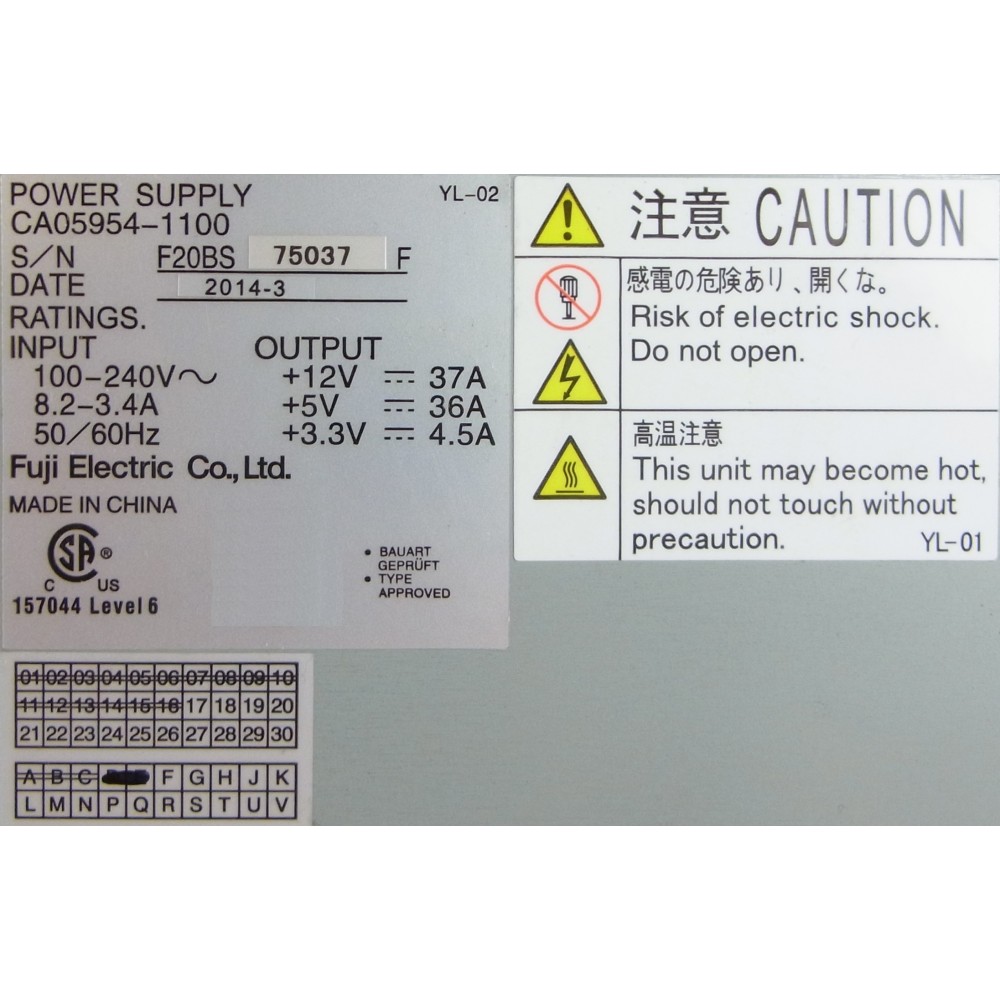 POWER SUPPLY YL-02
CA05954-1100
S/N F20BS 75037 F
DATE 2014-3
RATINGS.
INPUT OUTPUT
100-240V～ +12V ⎓ 37A
8.2-3.4A +5V ⎓ 36A
50/60Hz +3.3V ⎓ 4.5A
Fuji Electric Co.,Ltd.
MADE IN CHINA
SA ®
C US
157044 Level 6
• BAUART
GEPRÜFT
• TYPE
APPROVED
注意 CAUTION
感電の危険あり、開くな。
Risk of electric shock.
Do not open.
高温注意
This unit may become hot,
should not touch without
precaution. YL-01
01 02 03 04 05 06 07 08 09 10
11 12 13 14 15 16 17 18 19 20
21 22 23 24 25 26 27 28 29 30
A B C F G H J K
L M N P Q R S T U V